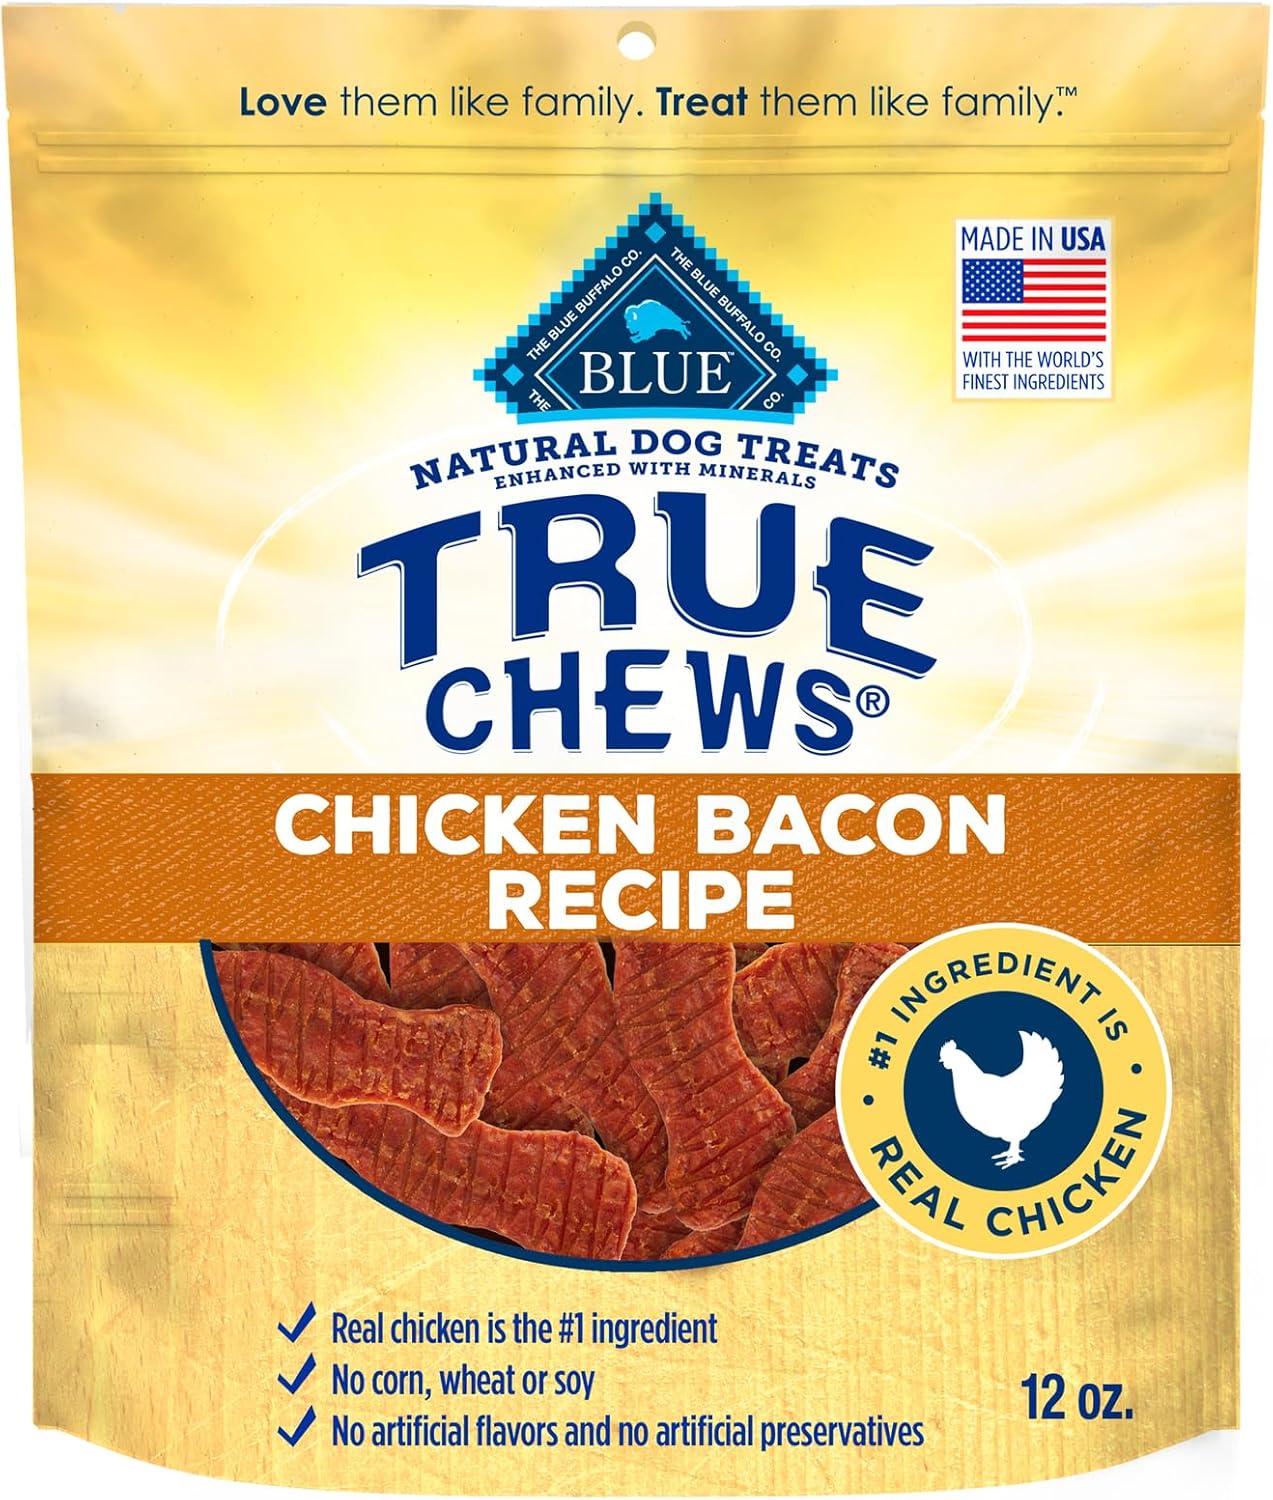 Love them like family. Treat them like family.™
THE BLUE BUFFALO CO.
THE BLUE BUFFALO CO.
MADE IN USA
BLUE™
THE
CO.
WITH THE WORLD'S
FINEST INGREDIENTS
NATURAL DOG TREATS
ENHANCED WITH MINERALS
TRUE
CHEWS®
CHICKEN BACON
RECIPE
#1 INGREDIENT IS
REAL CHICKEN
Real chicken is the #1 ingredient
No corn, wheat or soy
No artificial flavors and no artificial preservatives
12 oz.